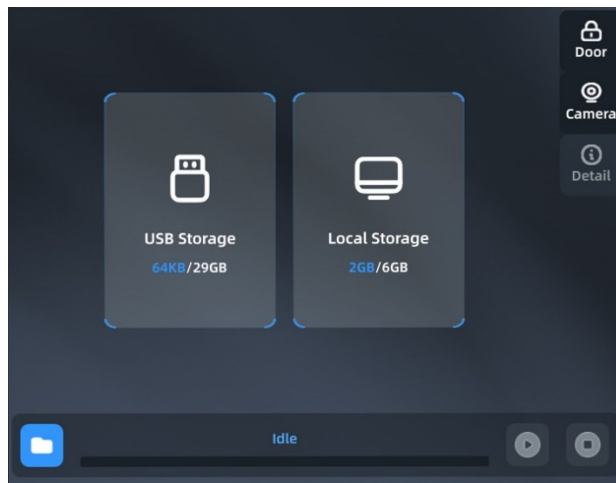 Door
Camera
Detail
USB Storage
64KB/29GB
Local Storage
2GB/6GB
Idle